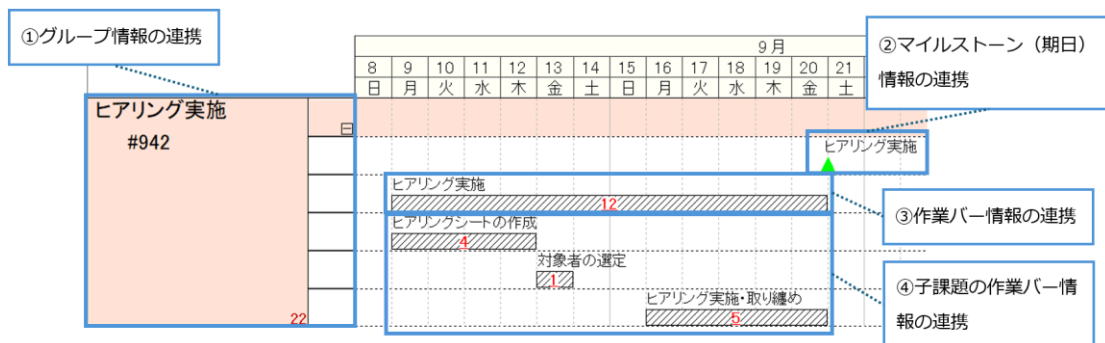 ①グループ情報の連携
9月
②マイルストーン（期日）
情報の連携
8 9 10 11 12 13 14 15 16 17 18 19 20 21
日 月 火 水 木 金 土 日 月 火 水 木 金 土
ヒアリング実施
#942
ヒアリング実施
ヒアリング実施
12
③作業バー情報の連携
ヒアリングシートの作成
4
対象者の選定
1
④子課題の作業バー情
報の連携
ヒアリング実施・取り纏め
5
22